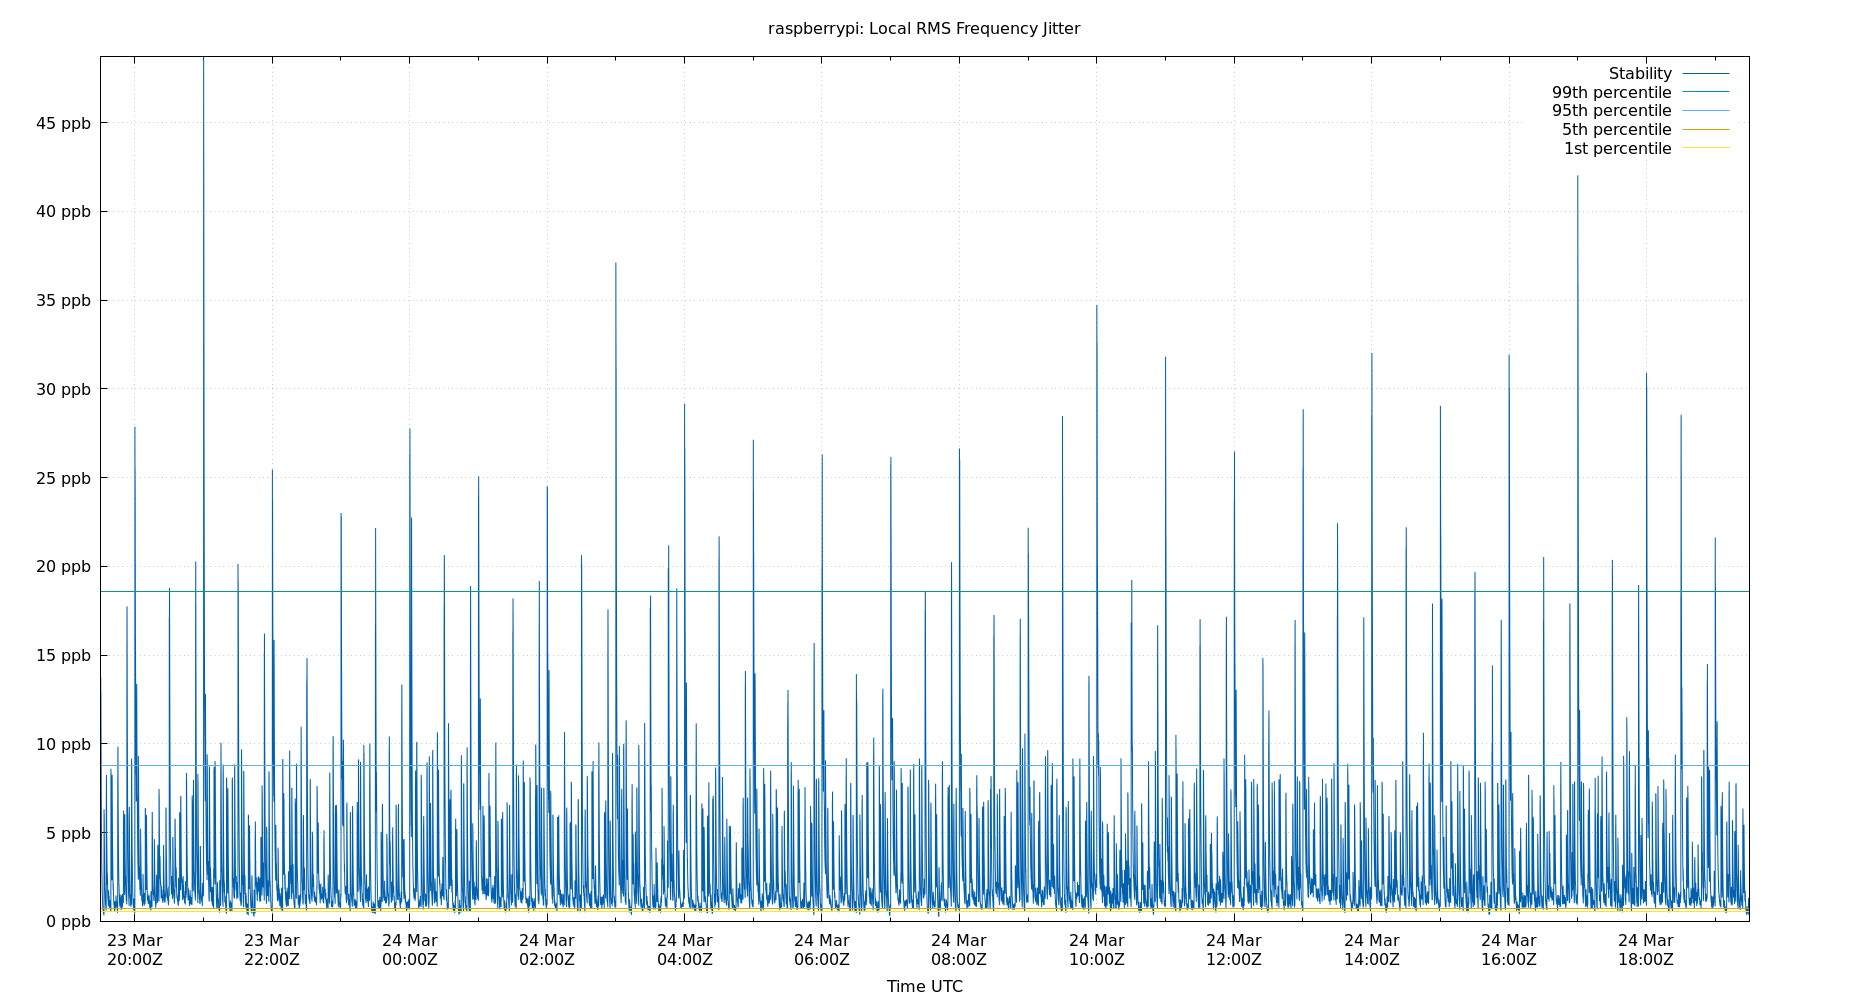 raspberrypi: Local RMS Frequency Jitter
Stability
99th percentile
95th percentile
5th percentile
1st percentile
45 ppb
40 ppb
35 ppb
30 ppb
25 ppb
20 ppb
15 ppb
10 ppb
5 ppb
0 ppb
23 Mar 23 Mar 24 Mar 24 Mar 24 Mar 24 Mar 24 Mar 24 Mar 24 Mar 24 Mar 24 Mar 24 Mar
20:00Z 22:00Z 00:00Z 02:00Z 04:00Z 06:00Z 08:00Z 10:00Z 12:00Z 14:00Z 16:00Z 18:00Z
Time UTC